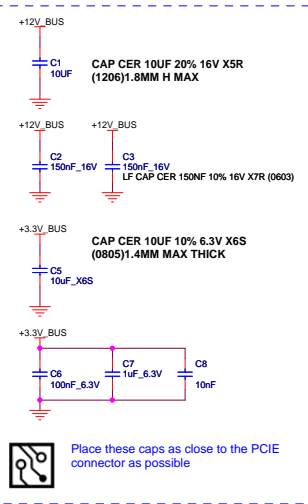 +12V_BUS
C1
10UF
CAP CER 10UF 20% 16V X5R
(1206)1.8MM H MAX
+12V_BUS
+12V_BUS
C2
150nF_16V
C3
150nF_16V
LF CAP CER 150NF 10% 16V X7R (0603)
+3.3V_BUS
CAP CER 10UF 10% 6.3V X6S
(0805)1.4MM MAX THICK
C5
10uF_X6S
+3.3V_BUS
C6
100nF_6.3V
C7
1uF_6.3V
C8
10nF
Place these caps as close to the PCIE
connector as possible